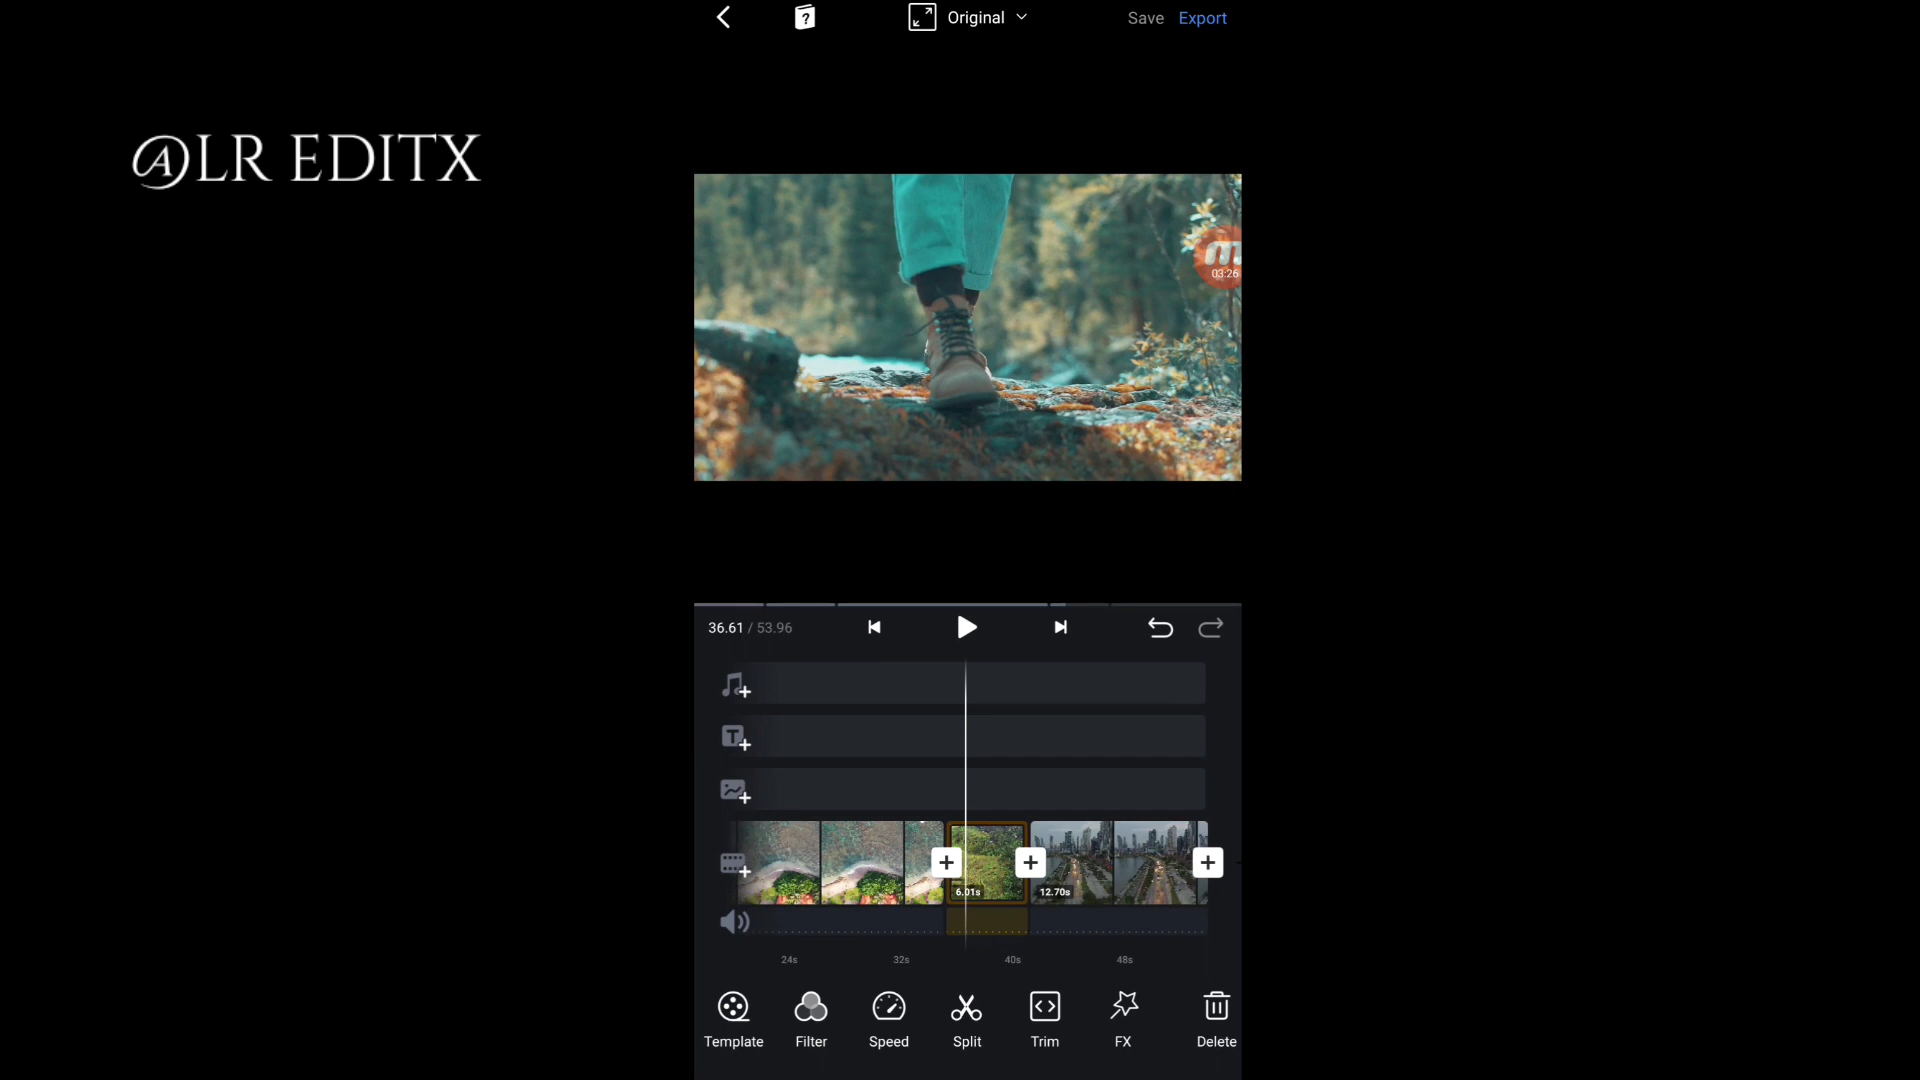 Original
Save Export
@LR EDITX
03:26
36.61 / 53.96
6.01s
12.70s
24s 32s 40s 48s
Template Filter Speed Split Trim FX Delete